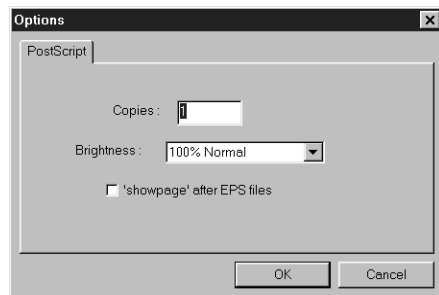 Options
PostScript
Copies : 1
Brightness : 100% Normal
'showpage' after EPS files
OK Cancel